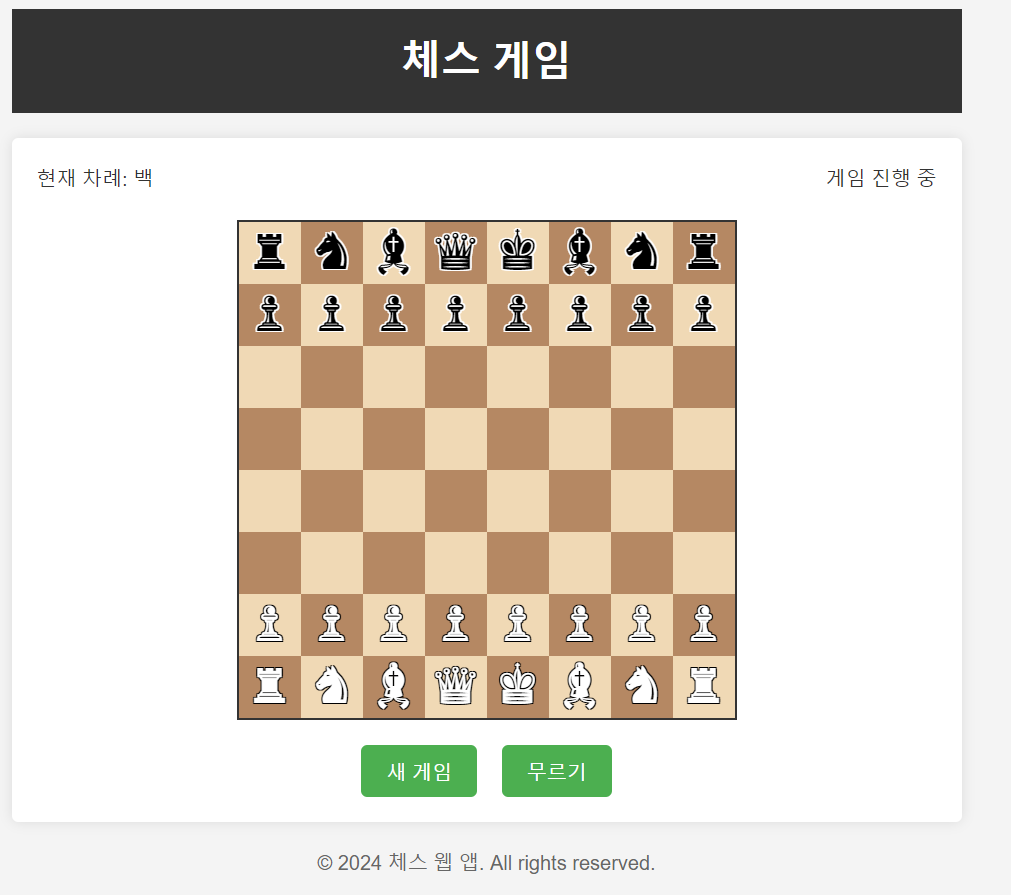 체스 게임
현재 차례: 백
게임 진행 중
새 게임
무르기
© 2024 체스 웹 앱. All rights reserved.